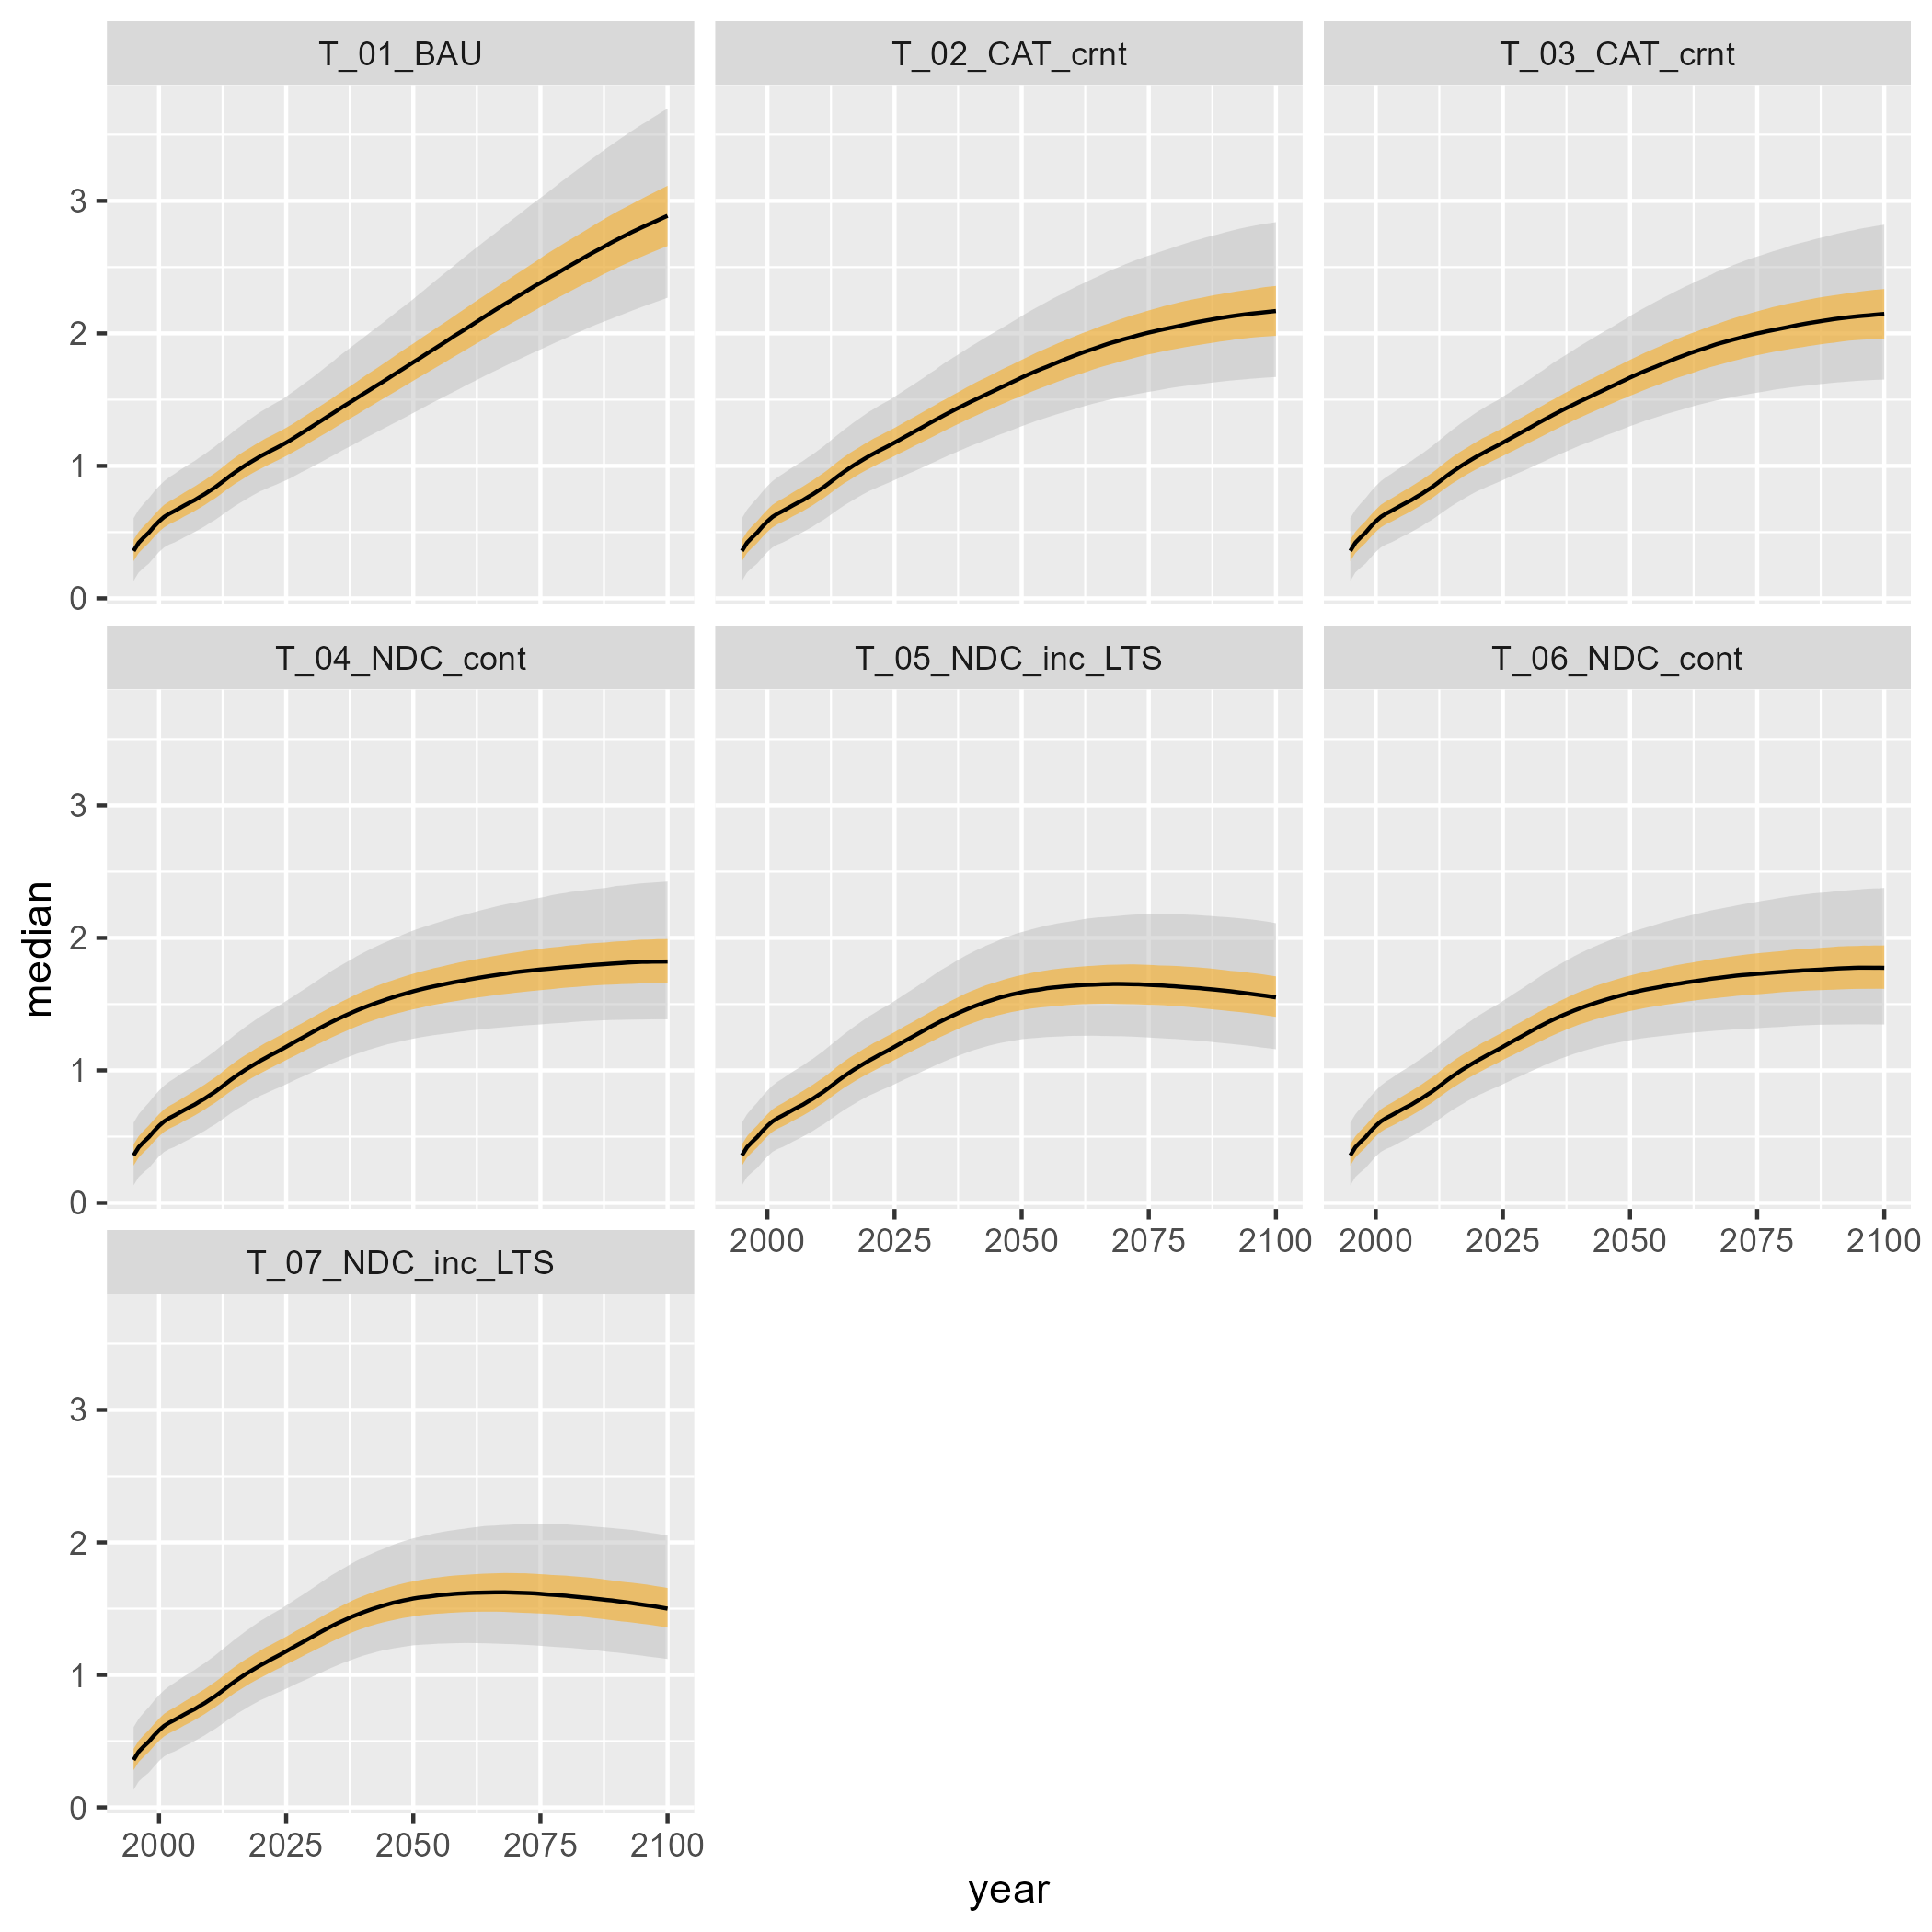 T_01_BAU
T_02_CAT_crnt
T_03_CAT_crnt
3
2
1
0
T_04_NDC_cont
T_05_NDC_inc_LTS
T_06_NDC_cont
3
2
1
0
median
2000 2025 2050 2075 2100
2000 2025 2050 2075 2100
T_07_NDC_inc_LTS
3
2
1
0
2000 2025 2050 2075 2100
year